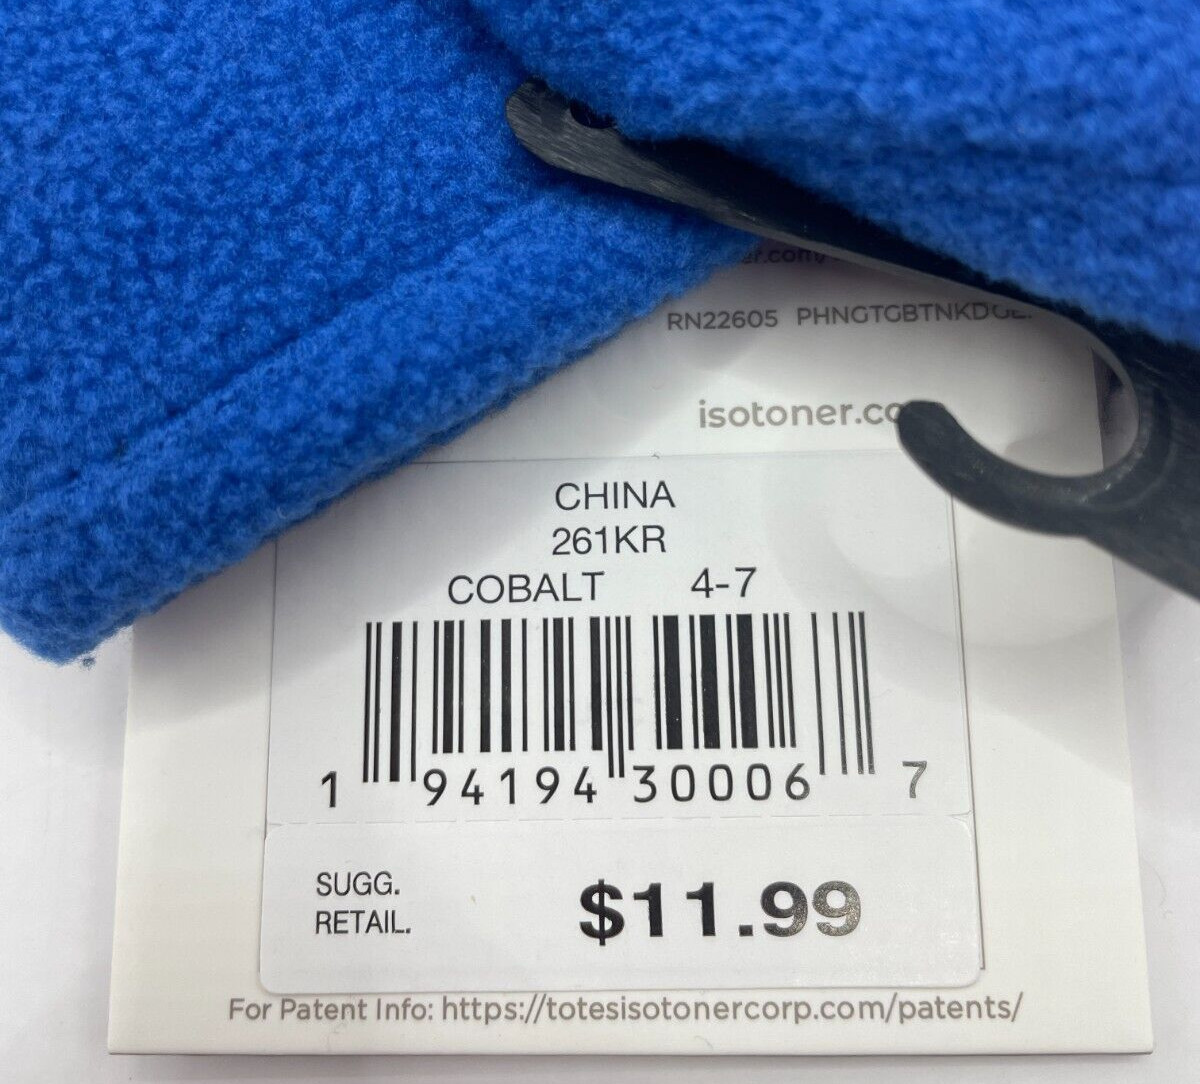 RN22605
isotoner.co
CHINA
261KR
COBALT 4-7
1 94194 30006 7
SUGG.
RETAIL.
$11.99
For Patent Info: https://totesisotonercorp.com/patents/